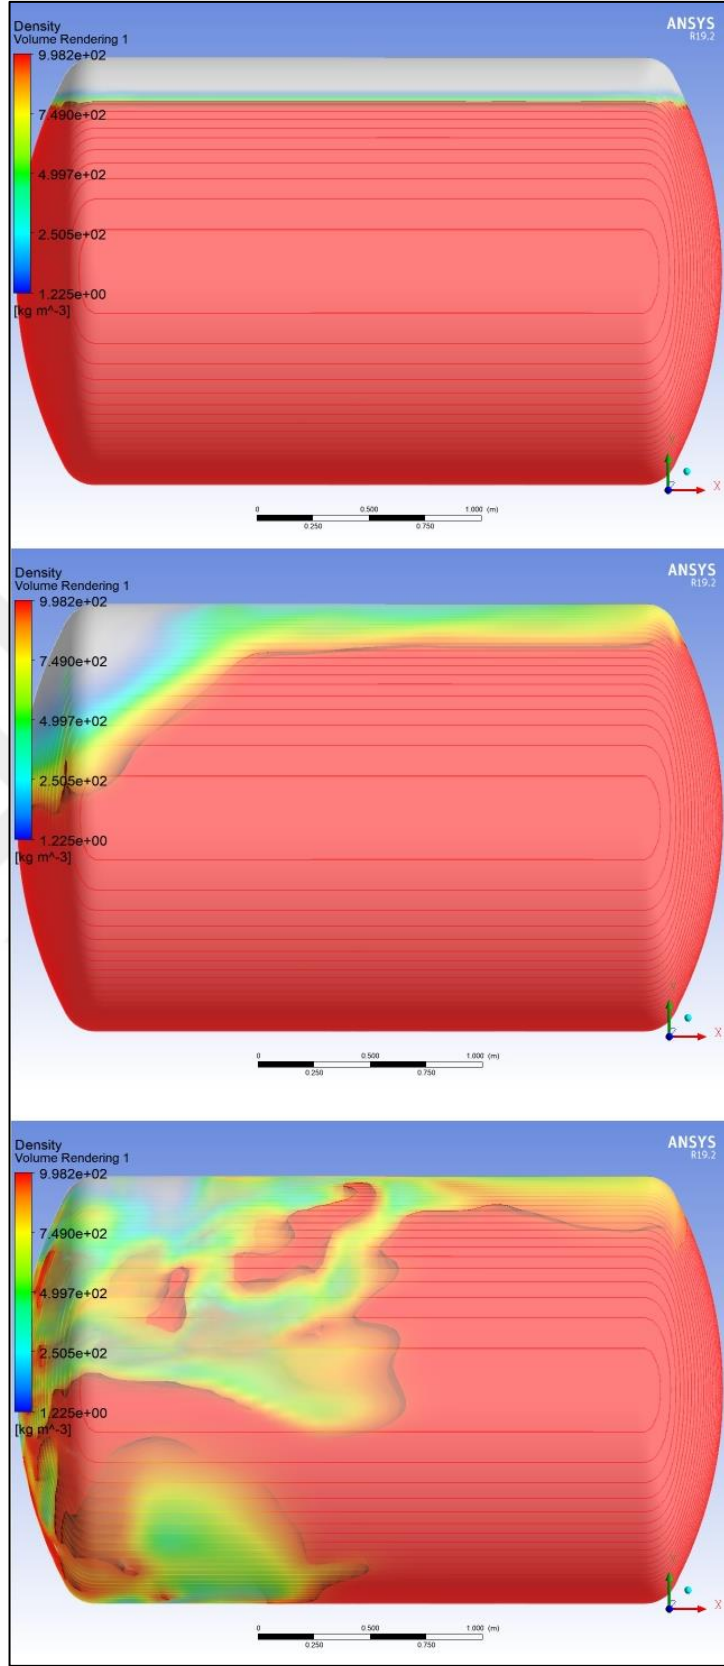 Density
Volume Rendering 1
ANSYS
R19.2
9.982e+02
7.490e+02
4.997e+02
2.505e+02
1.225e+00
[kg m^-3]
Y
X
Z
0 0.500 1.000 (m)
0.250 0.750
Density
Volume Rendering 1
ANSYS
R19.2
9.982e+02
7.490e+02
4.997e+02
2.505e+02
1.225e+00
[kg m^-3]
Y
X
Z
0 0.500 1.000 (m)
0.250 0.750
Density
Volume Rendering 1
ANSYS
R19.2
9.982e+02
7.490e+02
4.997e+02
2.505e+02
1.225e+00
[kg m^-3]
Y
X
Z
0 0.500 1.000 (m)
0.250 0.750